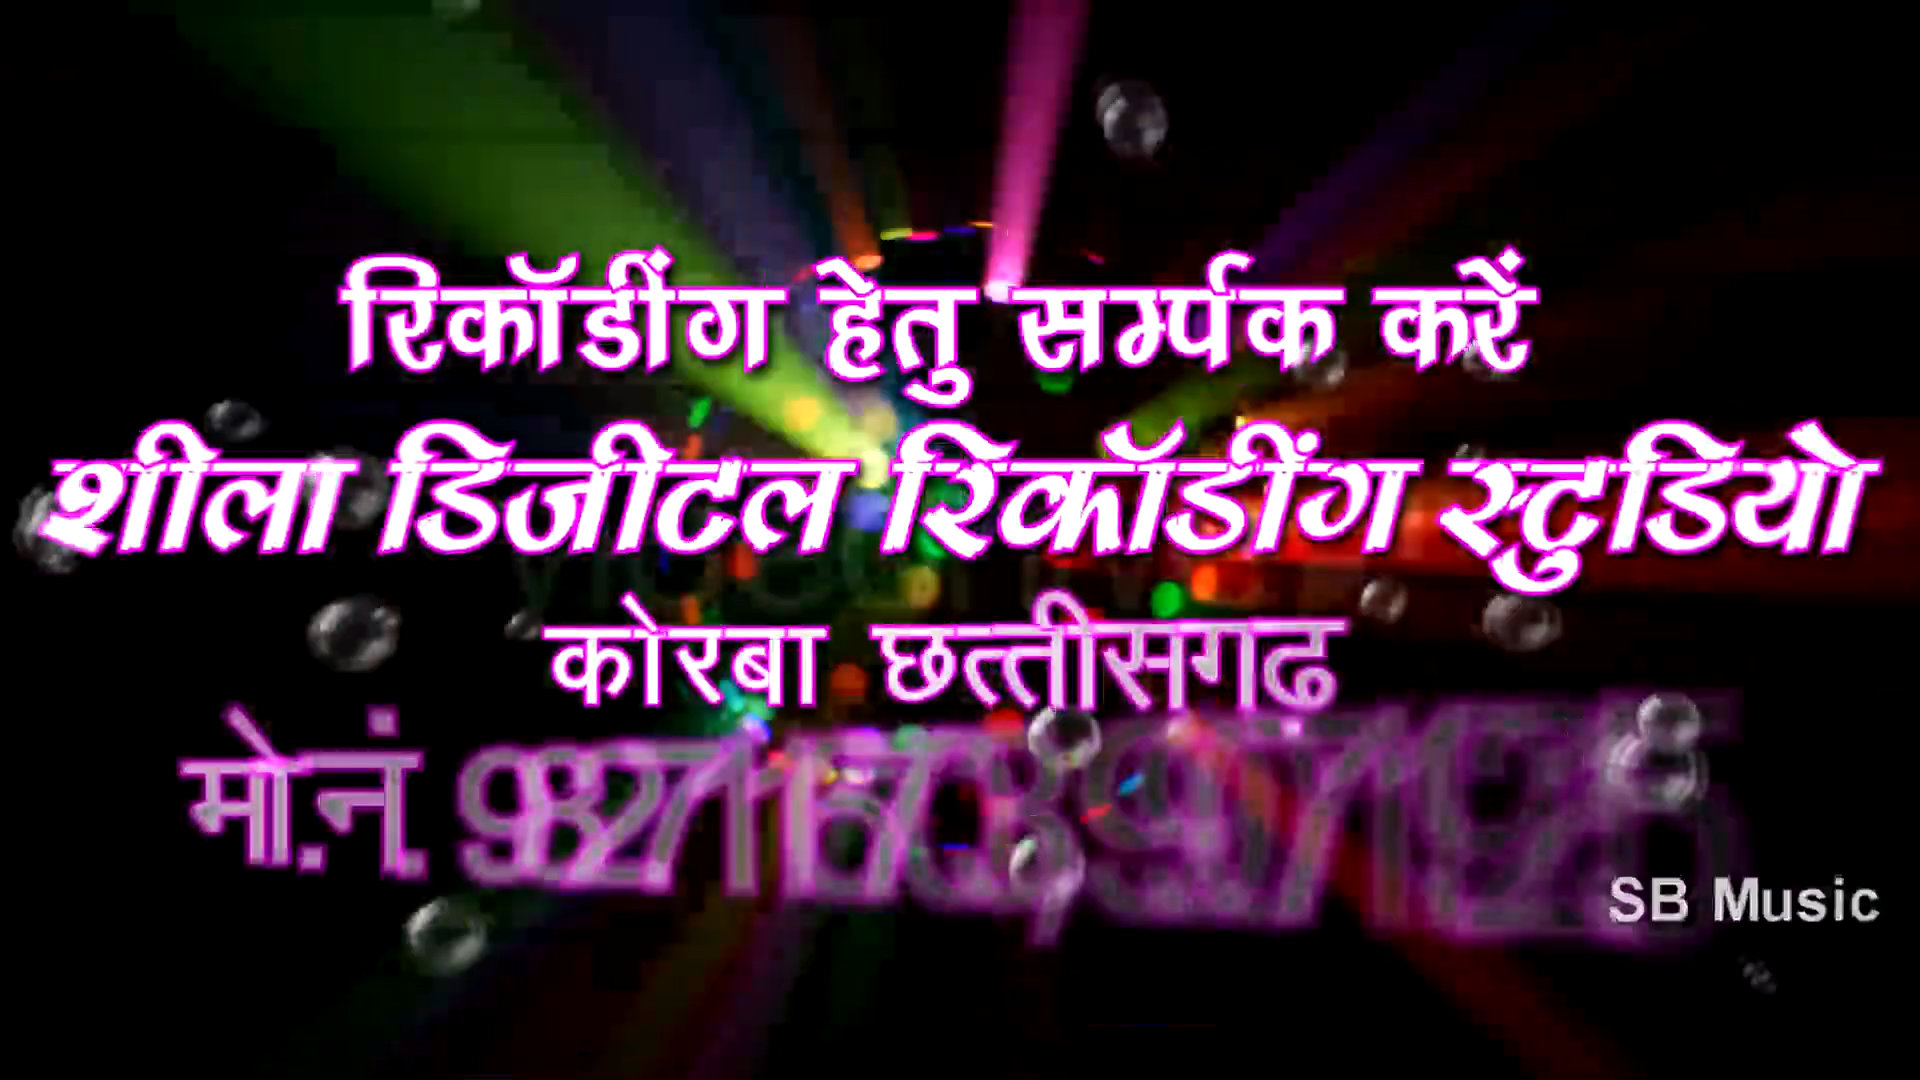 रिकॉर्डींग हेतु सर्म्पक करें
शीला डिजीटल रिकॉर्डींग स्टुडियो
कोरबा छत्तीसगढ़
मो.नं.
SB Music